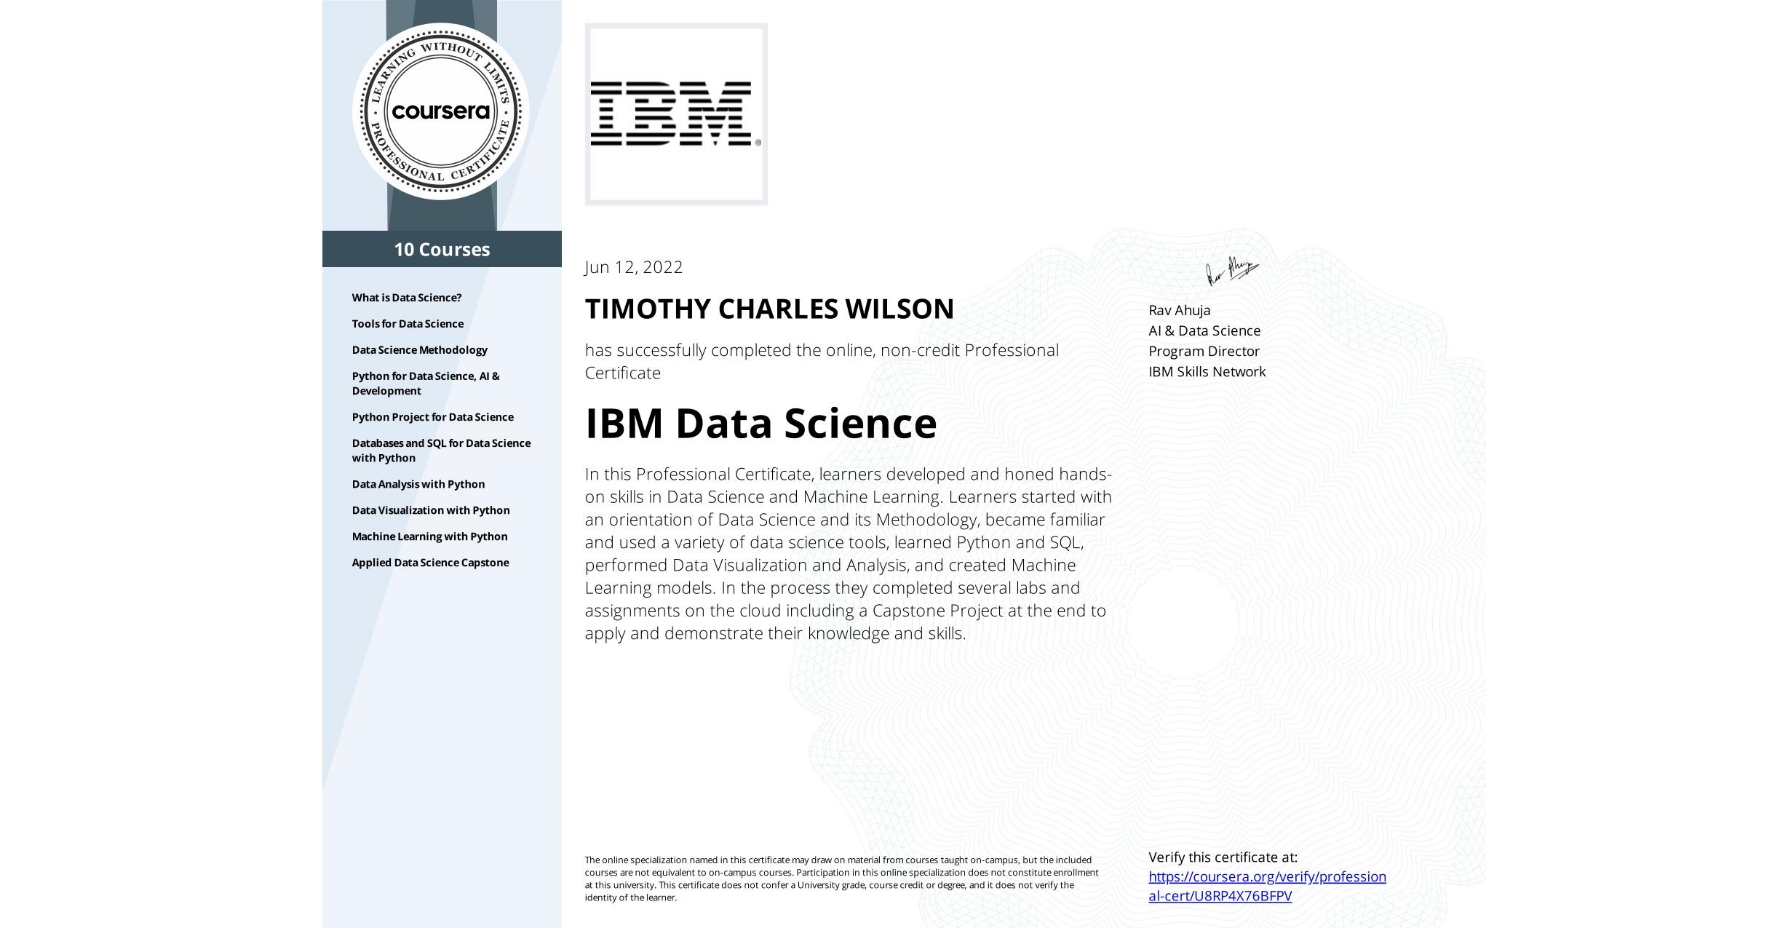 LEARNING WITHOUT LIMITS
coursera
PROFESSIONAL CERTIFICATE
10 Courses
What is Data Science?
Tools for Data Science
Data Science Methodology
Python for Data Science, AI &
Development
Python Project for Data Science
Databases and SQL for Data Science
with Python
Data Analysis with Python
Data Visualization with Python
Machine Learning with Python
Applied Data Science Capstone
IBM®
Jun 12, 2022
TIMOTHY CHARLES WILSON
has successfully completed the online, non-credit Professional
Certificate
IBM Data Science
In this Professional Certificate, learners developed and honed hands-
on skills in Data Science and Machine Learning. Learners started with
an orientation of Data Science and its Methodology, became familiar
and used a variety of data science tools, learned Python and SQL,
performed Data Visualization and Analysis, and created Machine
Learning models. In the process they completed several labs and
assignments on the cloud including a Capstone Project at the end to
apply and demonstrate their knowledge and skills.
Rav Ahuja
Rav Ahuja
AI & Data Science
Program Director
IBM Skills Network
The online specialization named in this certificate may draw on material from courses taught on-campus, but the included
courses are not equivalent to on-campus courses. Participation in this online specialization does not constitute enrollment
at this university. This certificate does not confer a University grade, course credit or degree, and it does not verify the
identity of the learner.
Verify this certificate at:
https://coursera.org/verify/profession
al-cert/U8RP4X76BFPV